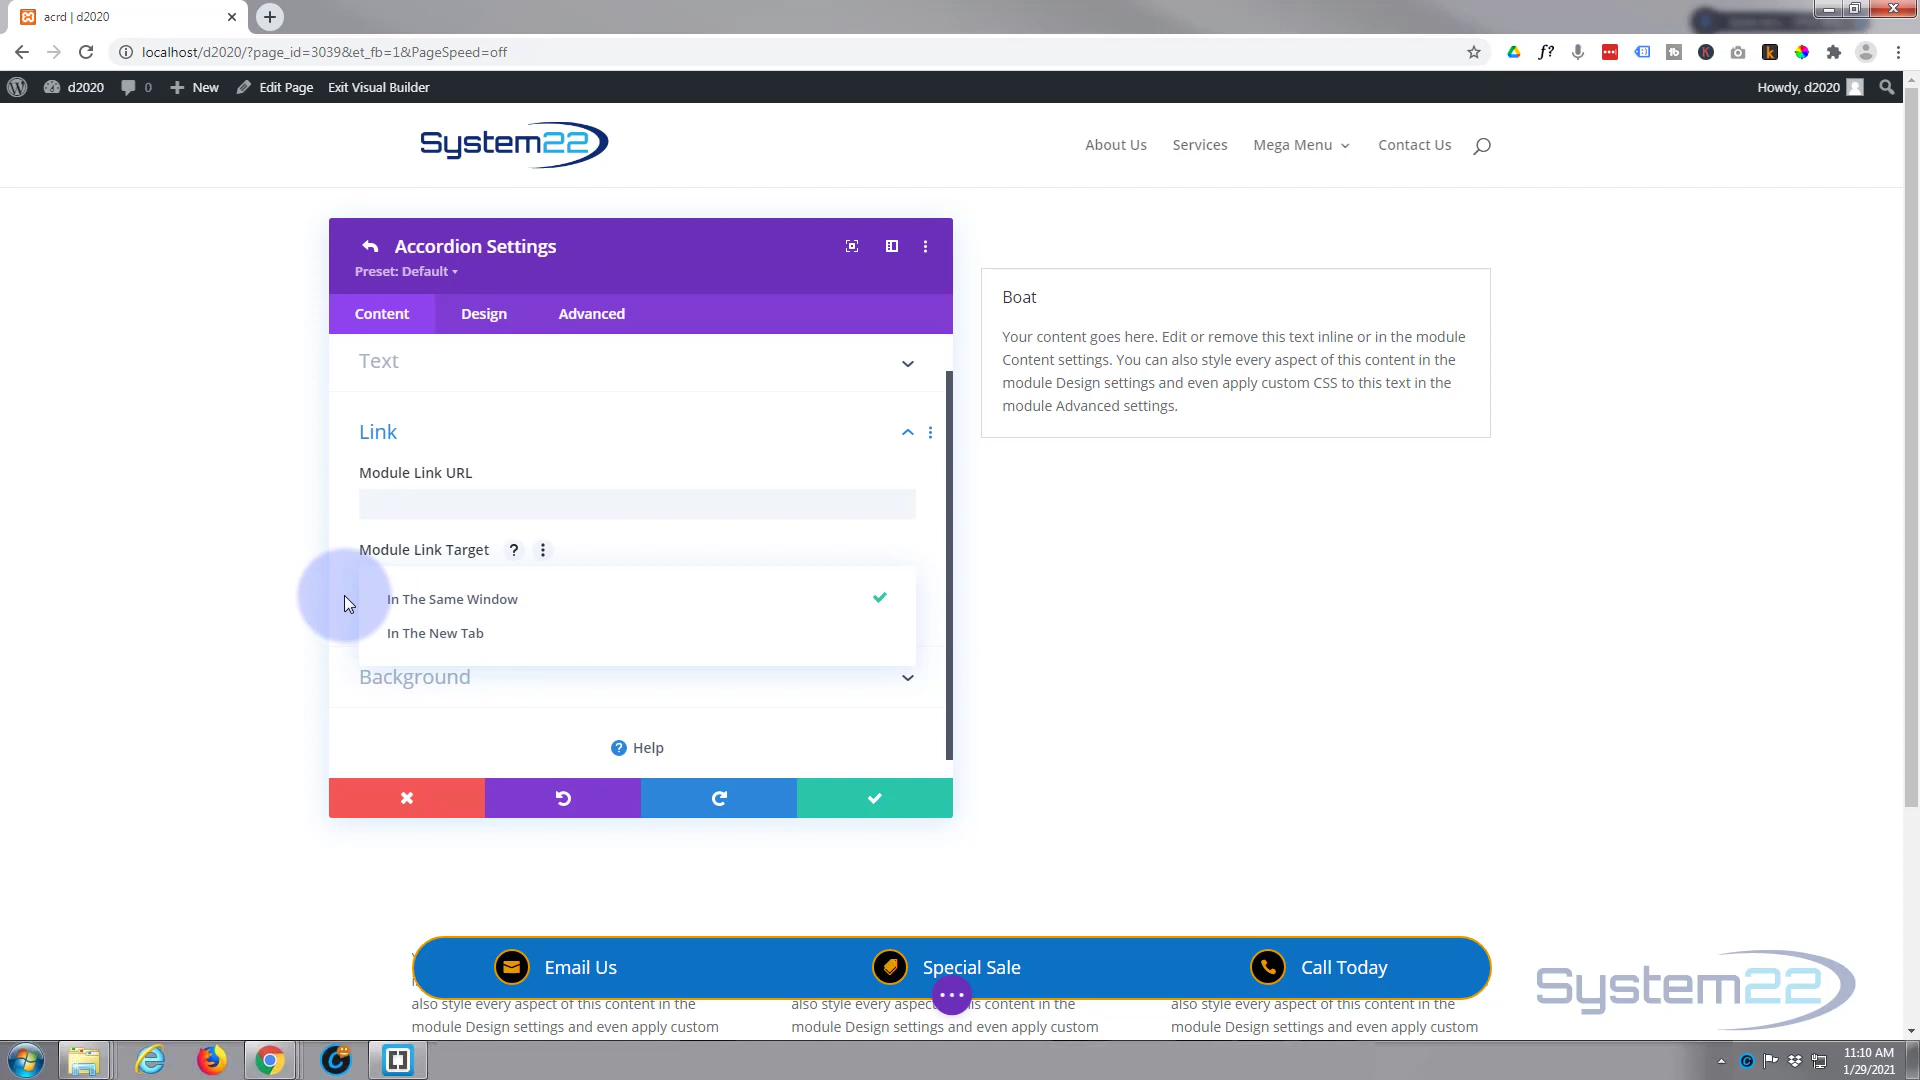 acrd | d2020
localhost/d2020/?page_id=3039&et_fb=1&PageSpeed=off
d2020
0
New
Edit Page
Exit Visual Builder
Howdy, d2020
System22
About Us
Services
Mega Menu
Contact Us
Accordion Settings
Preset: Default
Content
Design
Advanced
Text
Link
Module Link URL
Module Link Target
In The Same Window
In The New Tab
Background
Help
Boat
Your content goes here. Edit or remove this text inline or in the module
Content settings. You can also style every aspect of this content in the
module Design settings and even apply custom CSS to this text in the
module Advanced settings.
Email Us
Special Sale
Call Today
also style every aspect of this content in the
module Design settings and even apply custom
also style every aspect of this content in the
module Design settings and even apply custom
also style every aspect of this content in the
module Design settings and even apply custom
System22
11:10 AM
1/29/2021